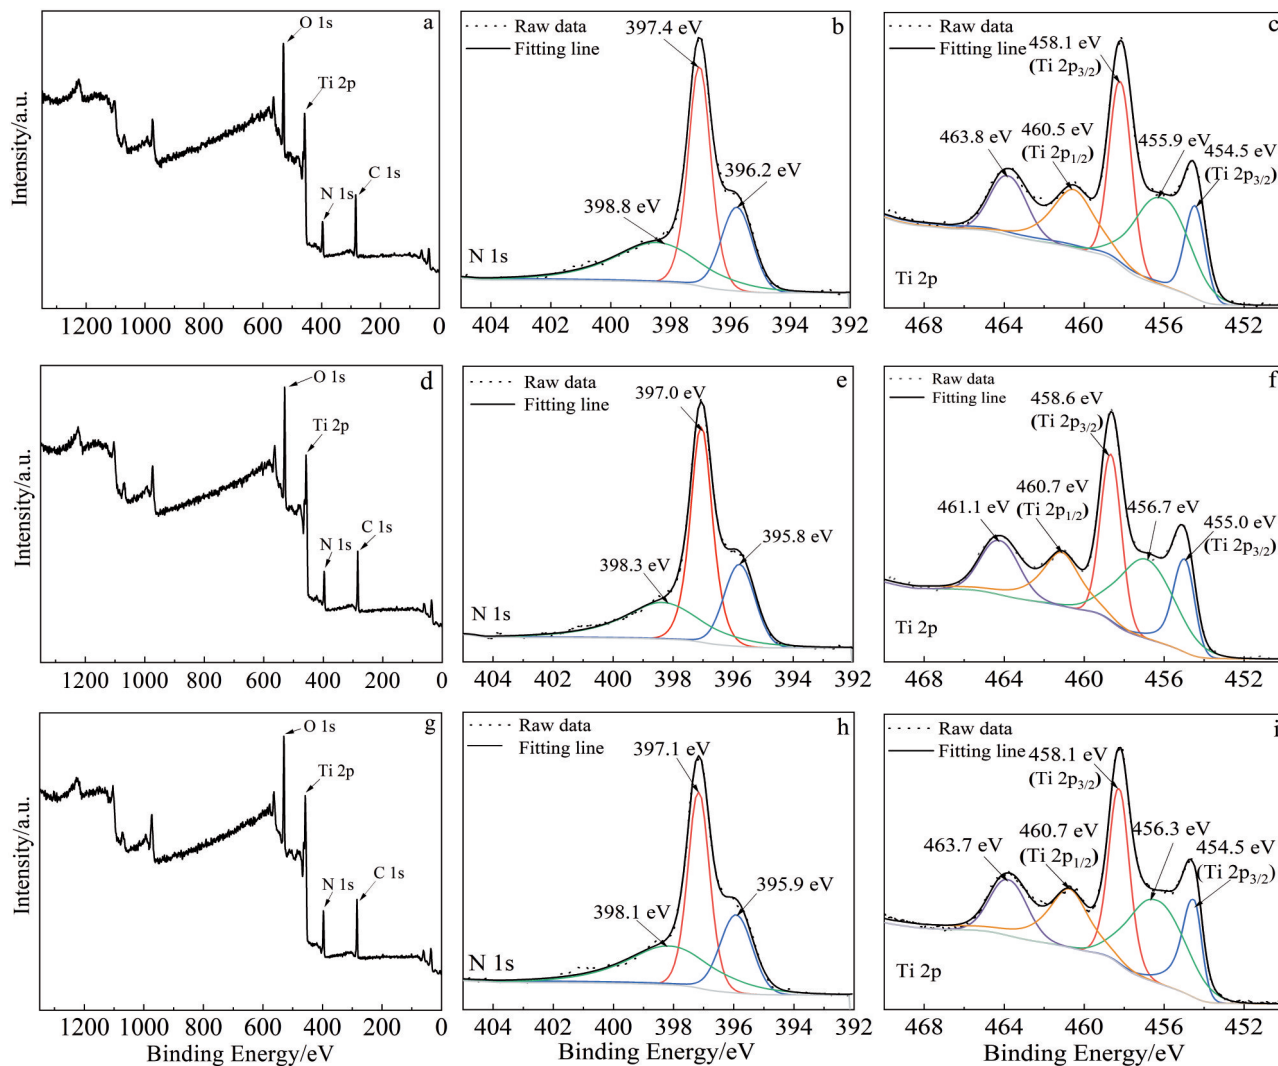 a
O 1s
Ti 2p
C 1s
N 1s
Intensity/a.u.
1200 1000 800 600 400 200 0
b
Raw data
Fitting line
397.4 eV
396.2 eV
398.8 eV
N 1s
404 402 400 398 396 394 392
c
Raw data
Fitting line
458.1 eV
(Ti 2p3/2)
460.5 eV
(Ti 2p1/2)
463.8 eV
455.9 eV
454.5 eV
(Ti 2p3/2)
Ti 2p
468 464 460 456 452
d
O 1s
Ti 2p
C 1s
N 1s
Intensity/a.u.
1200 1000 800 600 400 200 0
e
Raw data
Fitting line
397.0 eV
395.8 eV
398.3 eV
N 1s
404 402 400 398 396 394 392
f
Raw data
Fitting line
458.6 eV
(Ti 2p3/2)
460.7 eV
(Ti 2p1/2)
461.1 eV
456.7 eV
455.0 eV
(Ti 2p3/2)
Ti 2p
468 464 460 456 452
g
O 1s
Ti 2p
C 1s
N 1s
Intensity/a.u.
1200 1000 800 600 400 200 0
Binding Energy/eV
h
Raw data
Fitting line
397.1 eV
395.9 eV
398.1 eV
N 1s
404 402 400 398 396 394 392
Binding Energy/eV
i
Raw data
Fitting line
458.1 eV
(Ti 2p3/2)
460.7 eV
(Ti 2p1/2)
463.7 eV
456.3 eV
454.5 eV
(Ti 2p3/2)
Ti 2p
468 464 460 456 452
Binding Energy/eV